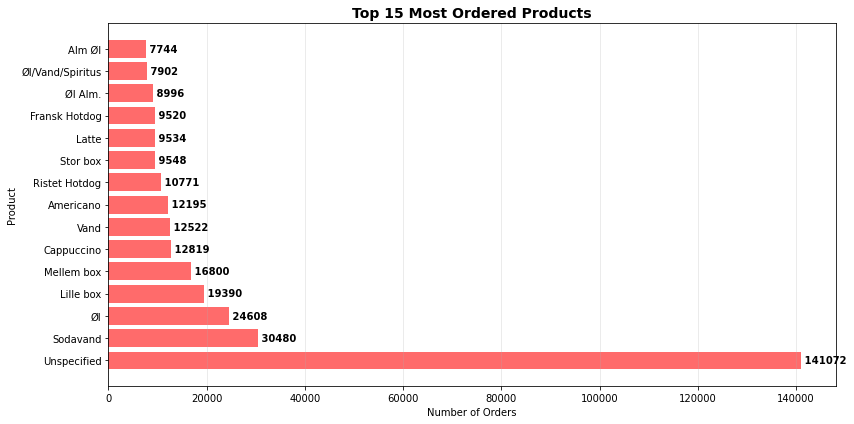 Top 15 Most Ordered Products
Alm Øl 7744
Øl/Vand/Spiritus 7902
Øl Alm. 8996
Fransk Hotdog 9520
Latte 9534
Stor box 9548
Ristet Hotdog 10771
Americano 12195
Vand 12522
Cappuccino 12819
Mellem box 16800
Lille box 19390
Øl 24608
Sodavand 30480
Unspecified 141072
0 20000 40000 60000 80000 100000 120000 140000
Number of Orders
Product